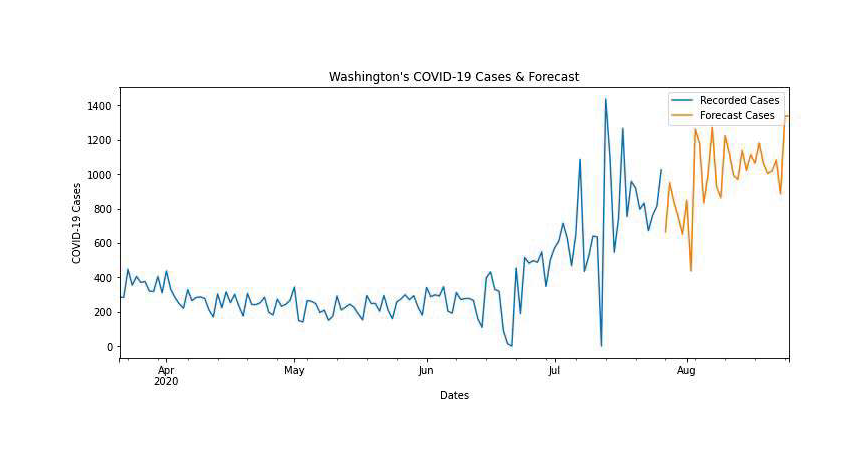 Washington's COVID-19 Cases & Forecast
Recorded Cases
Forecast Cases
1400
1200
1000
800
600
400
200
0
COVID-19 Cases
Apr
2020
May
Jun
Jul
Aug
Dates